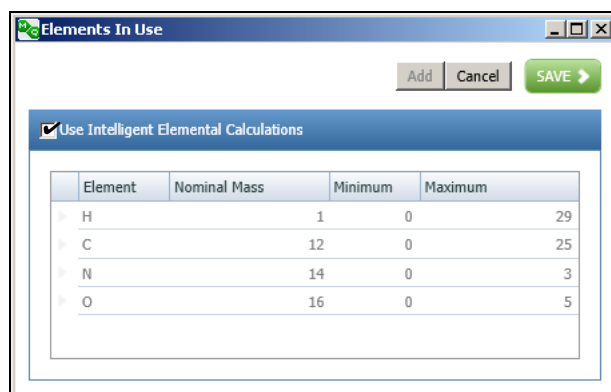 Elements In Use
Add Cancel SAVE
Use Intelligent Elemental Calculations
Element Nominal Mass Minimum Maximum
H 1 0 29
C 12 0 25
N 14 0 3
O 16 0 5